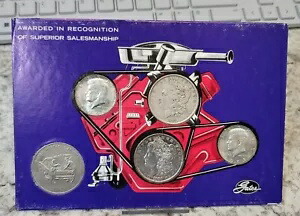 AWARDED IN RECOGNITION
OF SUPERIOR SALESMANSHIP
Gates